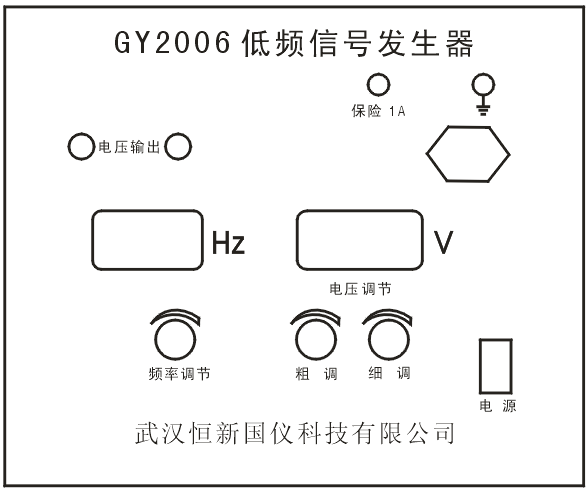 GY2006低频信号发生器
保险 1A
电压输出
Hz
V
电压调节
频率调节
粗 调
细 调
电 源
武汉恒新国仪科技有限公司